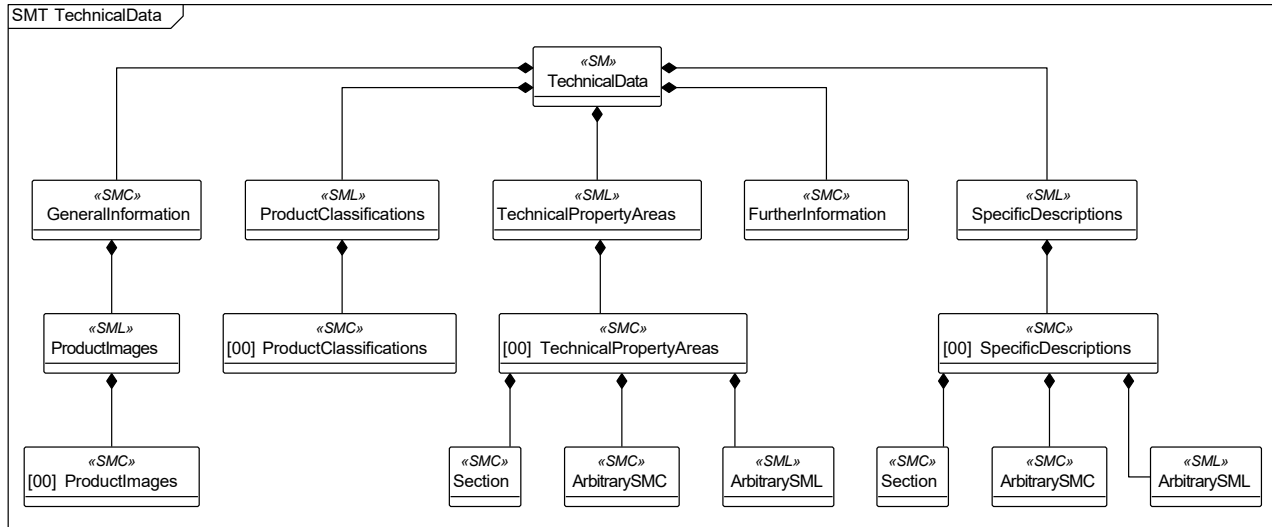 SMT TechnicalData
«SM»
TechnicalData
«SMC»
GeneralInformation
«SML»
ProductClassifications
«SML»
TechnicalPropertyAreas
«SMC»
FurtherInformation
«SML»
SpecificDescriptions
«SML»
ProductImages
«SMC»
[00] ProductClassifications
«SMC»
[00] TechnicalPropertyAreas
«SMC»
[00] SpecificDescriptions
«SMC»
[00] ProductImages
«SMC»
Section
«SMC»
ArbitrarySMC
«SML»
ArbitrarySML
«SMC»
Section
«SMC»
ArbitrarySMC
«SML»
ArbitrarySML